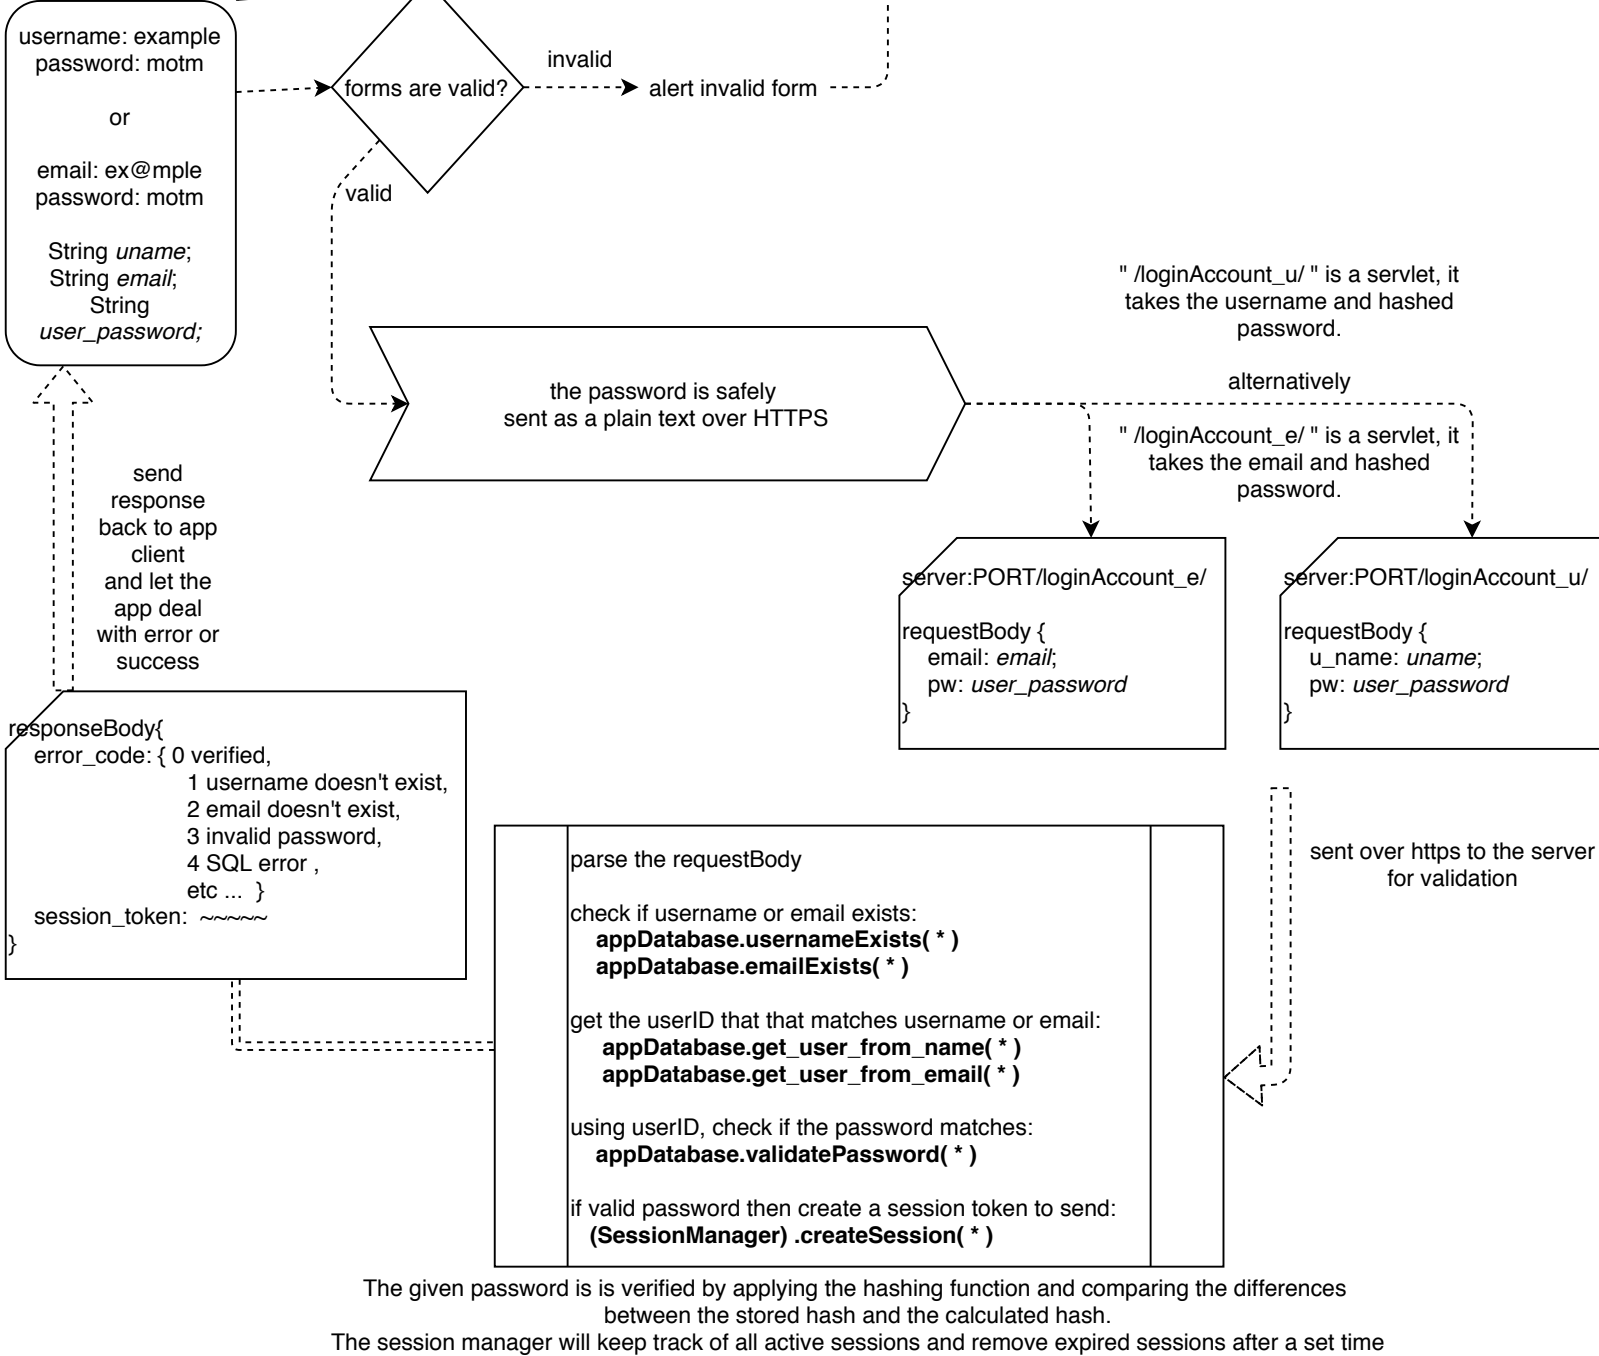 username: example
password: motm
or
email: ex@mple
password: motm
String uname;
String email;
String
user_password;
forms are valid?
invalid
alert invalid form
valid
the password is safely
sent as a plain text over HTTPS
" /loginAccount_u/ " is a servlet, it
takes the username and hashed
password.
alternatively
" /loginAccount_e/ " is a servlet, it
takes the email and hashed
password.
server:PORT/loginAccount_e/
requestBody {
email: email;
pw: user_password
}
server:PORT/loginAccount_u/
requestBody {
u_name: uname;
pw: user_password
}
sent over https to the server
for validation
parse the requestBody
check if username or email exists:
appDatabase.usernameExists( * )
appDatabase.emailExists( * )
get the userID that that matches username or email:
appDatabase.get_user_from_name( * )
appDatabase.get_user_from_email( * )
using userID, check if the password matches:
appDatabase.validatePassword( * )
if valid password then create a session token to send:
(SessionManager) .createSession( * )
The given password is is verified by applying the hashing function and comparing the differences
between the stored hash and the calculated hash.
The session manager will keep track of all active sessions and remove expired sessions after a set time
responseBody{
error_code: { 0 verified,
1 username doesn't exist,
2 email doesn't exist,
3 invalid password,
4 SQL error ,
etc ... }
session_token: ~~~~~
}
send
response
back to app
client
and let the
app deal
with error or
success